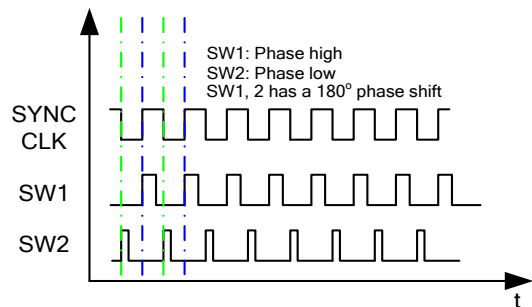 SW1: Phase high
SW2: Phase low
SW1, 2 has a 180° phase shift
SYNC
CLK
SW1
SW2
t